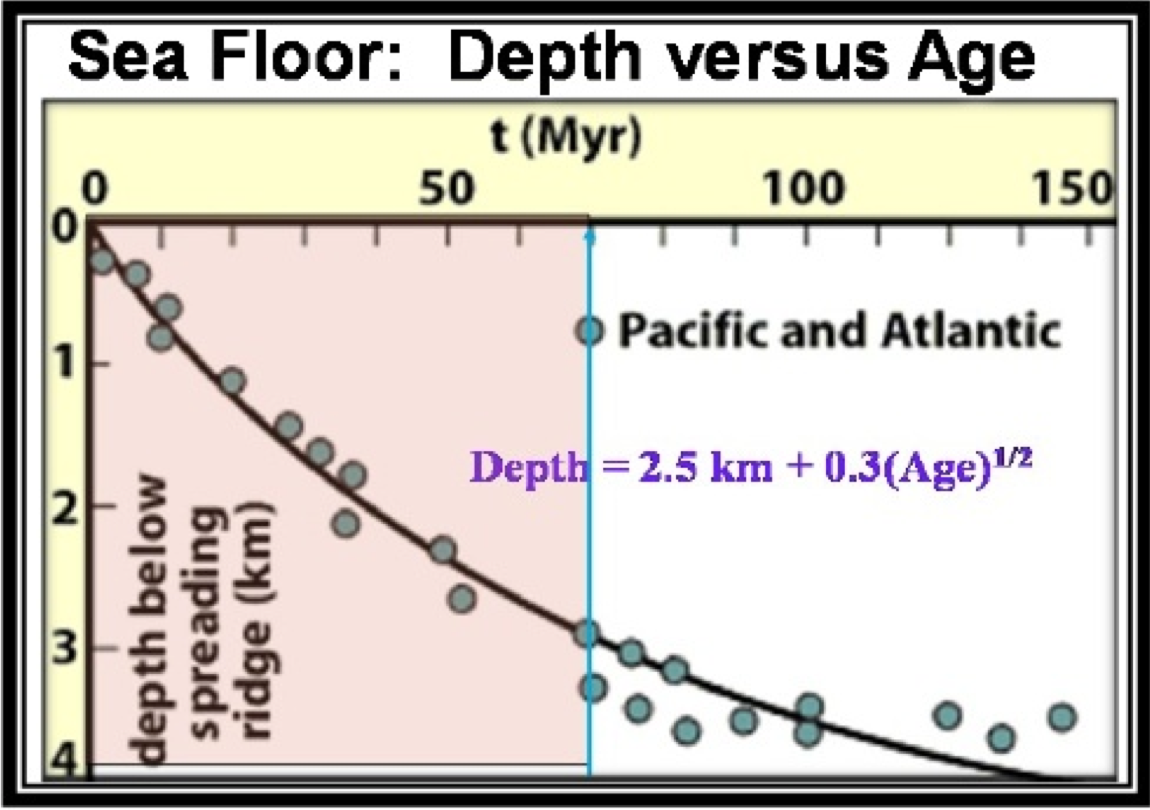 Sea Floor: Depth versus Age
t (Myr)
0 50 100 150
0
1
2
3
4
Pacific and Atlantic
Depth = 2.5 km + 0.3(Age)^1/2
depth below
spreading
ridge (km)